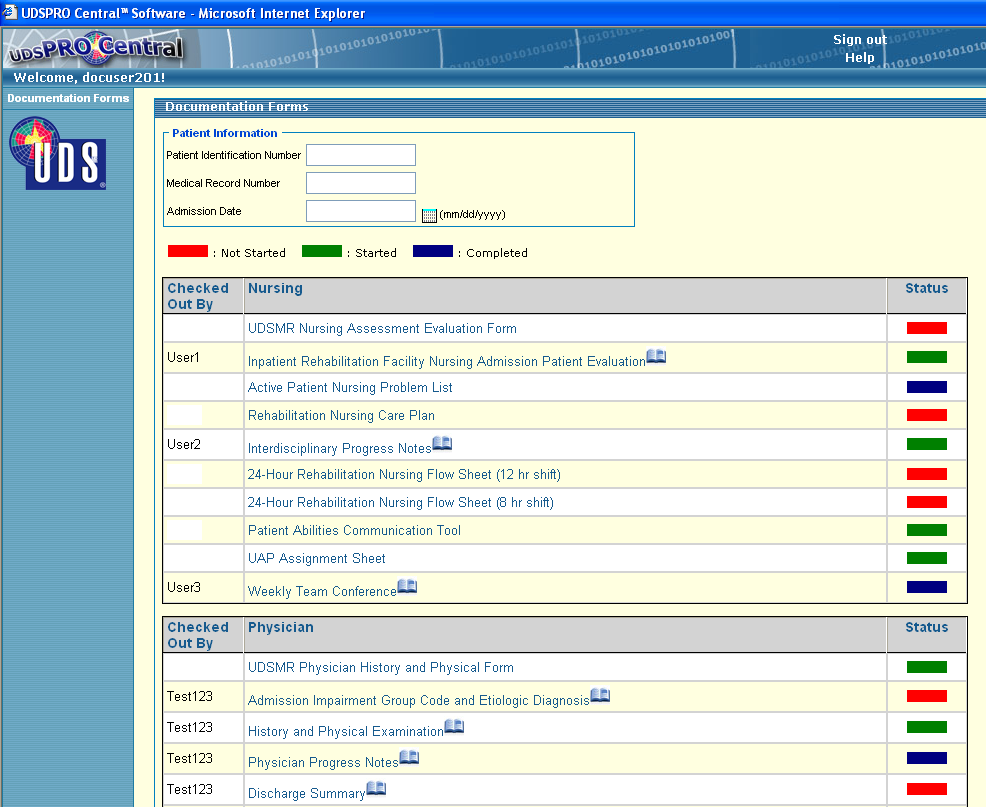 UDSPRO Central™ Software - Microsoft Internet Explorer
UDSPRO Central
Sign out
Help
Welcome, docuser201!
Documentation Forms
UDS®
Documentation Forms
Patient Information
Patient Identification Number
Medical Record Number
Admission Date (mm/dd/yyyy)
: Not Started : Started : Completed
Checked Out By Nursing Status
UDSMR Nursing Assessment Evaluation Form
User1 Inpatient Rehabilitation Facility Nursing Admission Patient Evaluation
Active Patient Nursing Problem List
Rehabilitation Nursing Care Plan
User2 Interdisciplinary Progress Notes
24-Hour Rehabilitation Nursing Flow Sheet (12 hr shift)
24-Hour Rehabilitation Nursing Flow Sheet (8 hr shift)
Patient Abilities Communication Tool
UAP Assignment Sheet
User3 Weekly Team Conference
Checked Out By Physician Status
UDSMR Physician History and Physical Form
Test123 Admission Impairment Group Code and Etiologic Diagnosis
Test123 History and Physical Examination
Test123 Physician Progress Notes
Test123 Discharge Summary